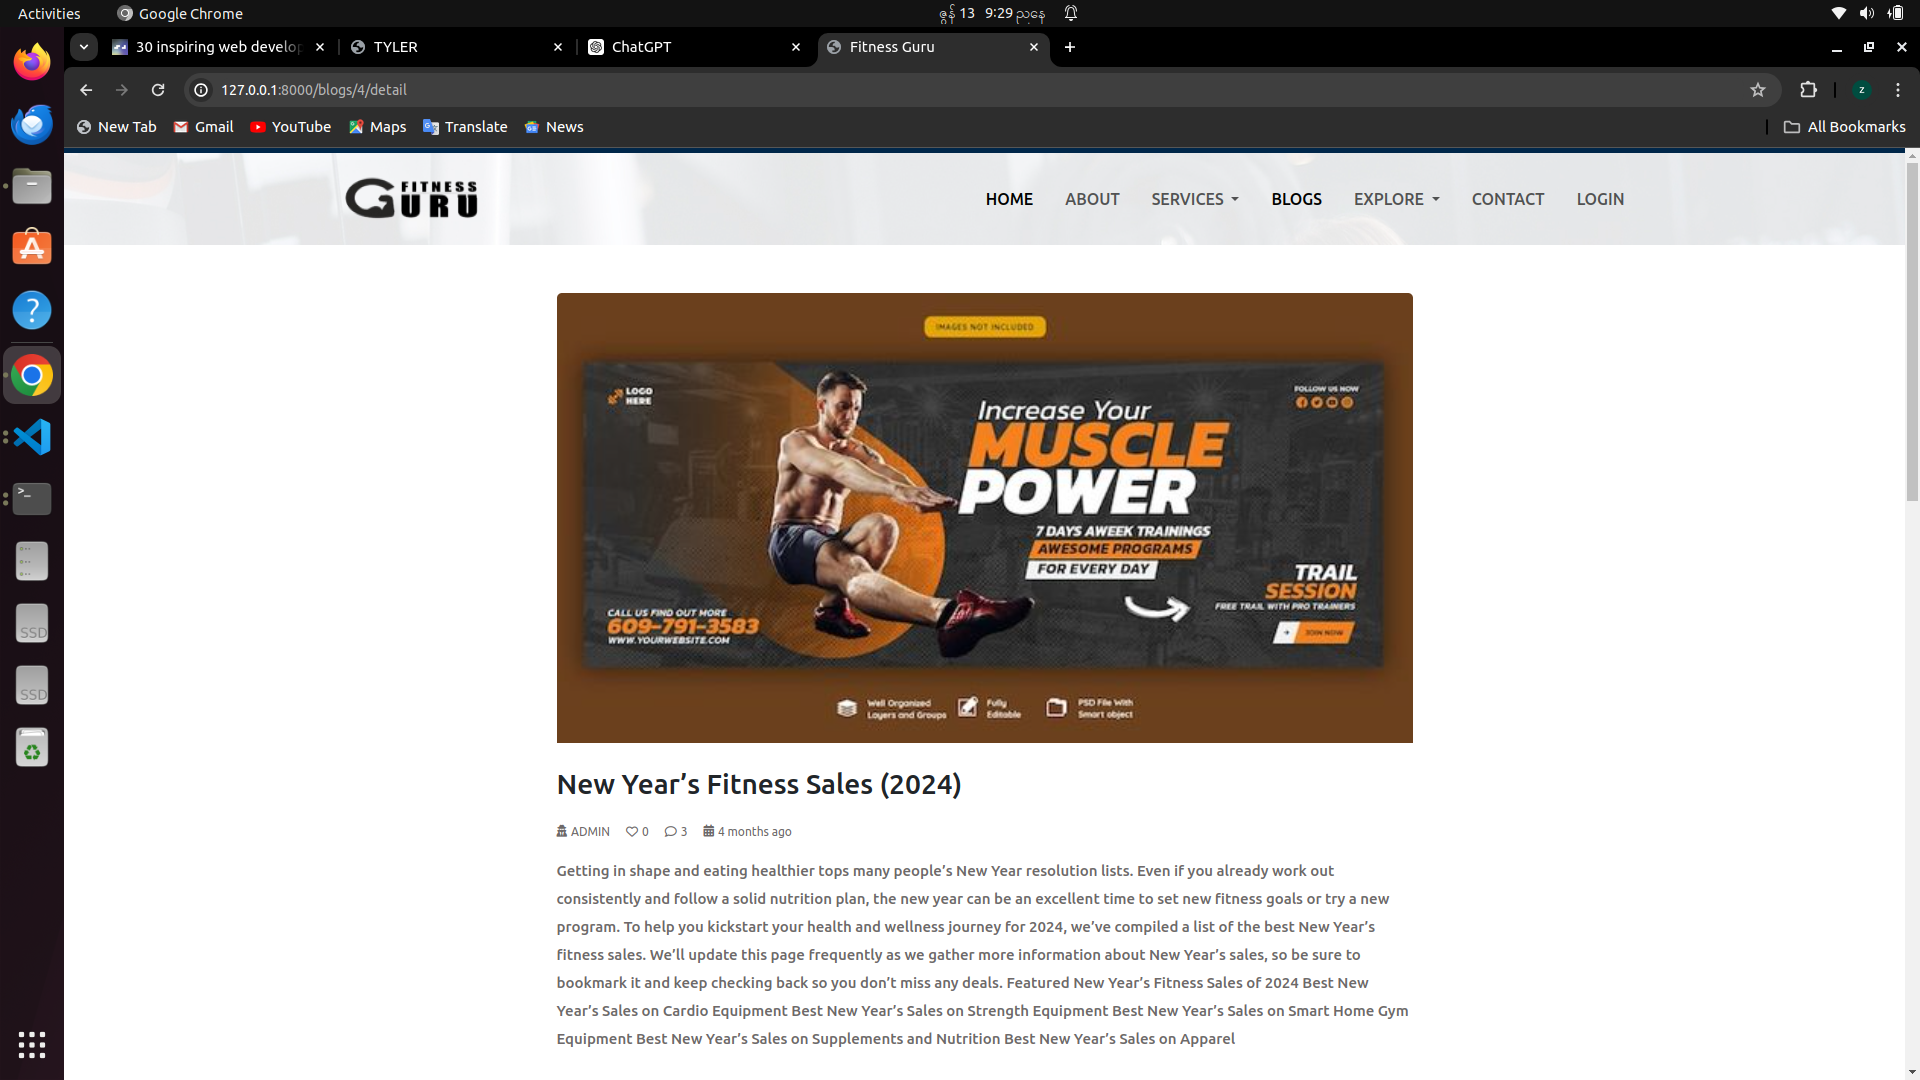 Activities
Google Chrome
ဇွန် 13 9:29 ညနေ
30 inspiring web develop
TYLER
ChatGPT
Fitness Guru
127.0.0.1:8000/blogs/4/detail
New Tab
Gmail
YouTube
Maps
Translate
News
All Bookmarks
FITNESS
GURU
HOME
ABOUT
SERVICES
BLOGS
EXPLORE
CONTACT
LOGIN
IMAGES NOT INCLUDED
LOGO
HERE
FOLLOW US NOW
Increase Your
MUSCLE
POWER
7 DAYS AWEEK TRAININGS
AWESOME PROGRAMS
FOR EVERY DAY
TRAIL
SESSION
FREE TRAIL WITH PRO TRAINERS
JOIN NOW
CALL US FIND OUT MORE
609-791-3583
WWW.YOURWEBSITE.COM
Well Organized
Layers and Groups
Fully
Editable
PSD File With
Smart object
New Year’s Fitness Sales (2024)
ADMIN 0 3 4 months ago
Getting in shape and eating healthier tops many people’s New Year resolution lists. Even if you already work out
consistently and follow a solid nutrition plan, the new year can be an excellent time to set new fitness goals or try a new
program. To help you kickstart your health and wellness journey for 2024, we’ve compiled a list of the best New Year’s
fitness sales. We’ll update this page frequently as we gather more information about New Year’s sales, so be sure to
bookmark it and keep checking back so you don’t miss any deals. Featured New Year’s Fitness Sales of 2024 Best New
Year’s Sales on Cardio Equipment Best New Year’s Sales on Strength Equipment Best New Year’s Sales on Smart Home Gym
Equipment Best New Year’s Sales on Supplements and Nutrition Best New Year’s Sales on Apparel
SSD
SSD